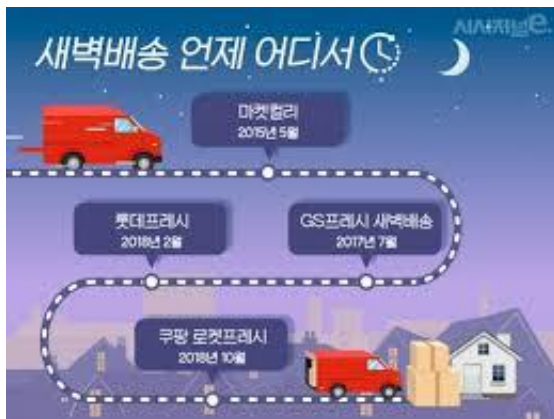 시사저널e.
새벽배송 언제 어디서
마켓컬리
2015년 5월
롯데프레시
2018년 2월
GS프레시 새벽배송
2017년 7월
쿠팡 로켓프레시
2018년 10월